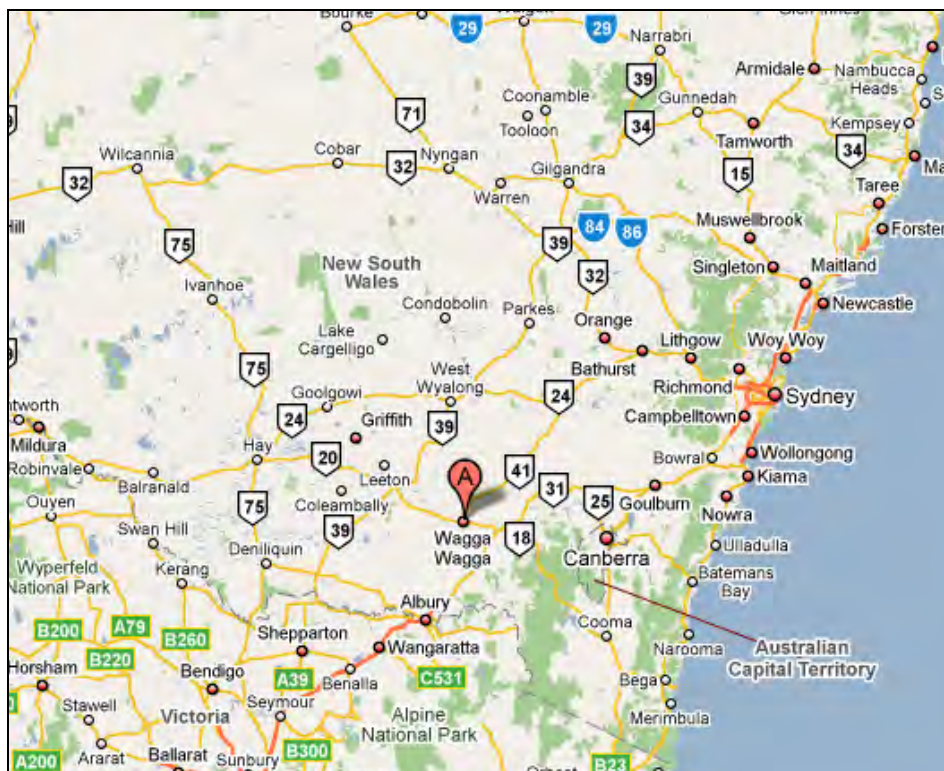 Bourke
29
29
Narrabri
39
Armidale
Nambucca
Heads
71
Coonamble
Gunnedah
Tooloon
34
Kempsey
Tamworth
34
Wilcannia
Cobar
32
Nyngan
Gilgandra
15
32
Warren
Taree
Muswellbrook
Forster
75
39
84
86
New South
Wales
32
Singleton
Maitland
Ivanhoe
Condobolin
Parkes
Newcastle
Lake
Cargelligo
Orange
Lithgow
Woy Woy
75
West
Wyalong
Bathurst
Richmond
Sydney
Goolgowi
24
24
Griffith
39
Campbelltown
Mildura
Hay
20
Bowral
Wollongong
Robinvale
Leeton
A
41
31
Kiama
Balranald
Coleambally
25
Goulburn
Ouyen
75
39
Nowra
Swan Hill
Wagga
Wagga
18
Deniliquin
Canberra
Ulladulla
Wyperfeld
National Park
Kerang
Batemans
Bay
Albury
B200
A79
B260
Shepparton
Cooma
Narooma
Australian
Capital Territory
B220
Wangaratta
Horsham
Bendigo
A39
Benalla
C531
Bega
Stawell
Victoria
Seymour
Alpine
National Park
Merimbula
Ararat
Ballarat
B300
A200
Sunbury
B23